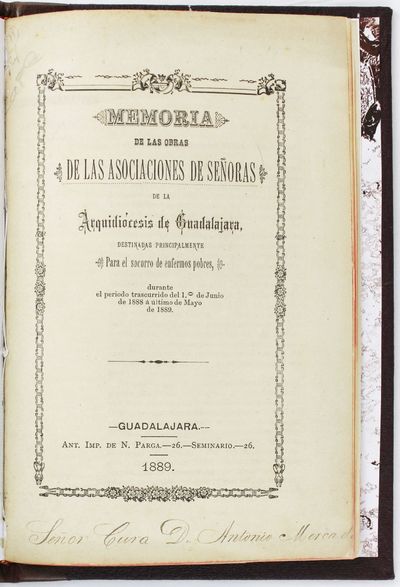 MEMORIA
DE LAS OBRAS
DE LAS ASOCIACIONES DE SEÑORAS
DE LA
Arquidiócesis de Guadalajara,
DESTINADAS PRINCIPALMENTE
Para el socorro de enfermos pobres,
durante
el periodo trascurrido del 1.º de Junio
de 1888 á último de Mayo
de 1889.
—GUADALAJARA.—
ANT. IMP. DE N. PARGA.—26.—SEMINARIO.—26.
1889.
Señor Cura D. Antonio